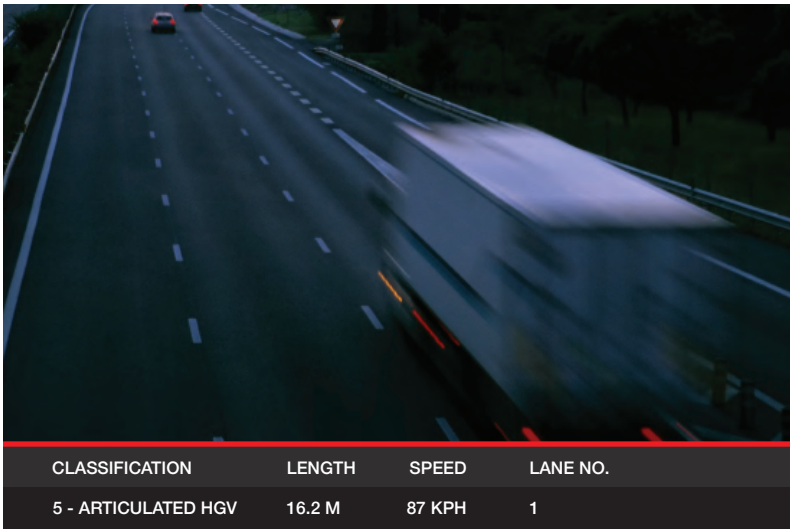 CLASSIFICATION LENGTH SPEED LANE NO.
5 - ARTICULATED HGV 16.2 M 87 KPH 1